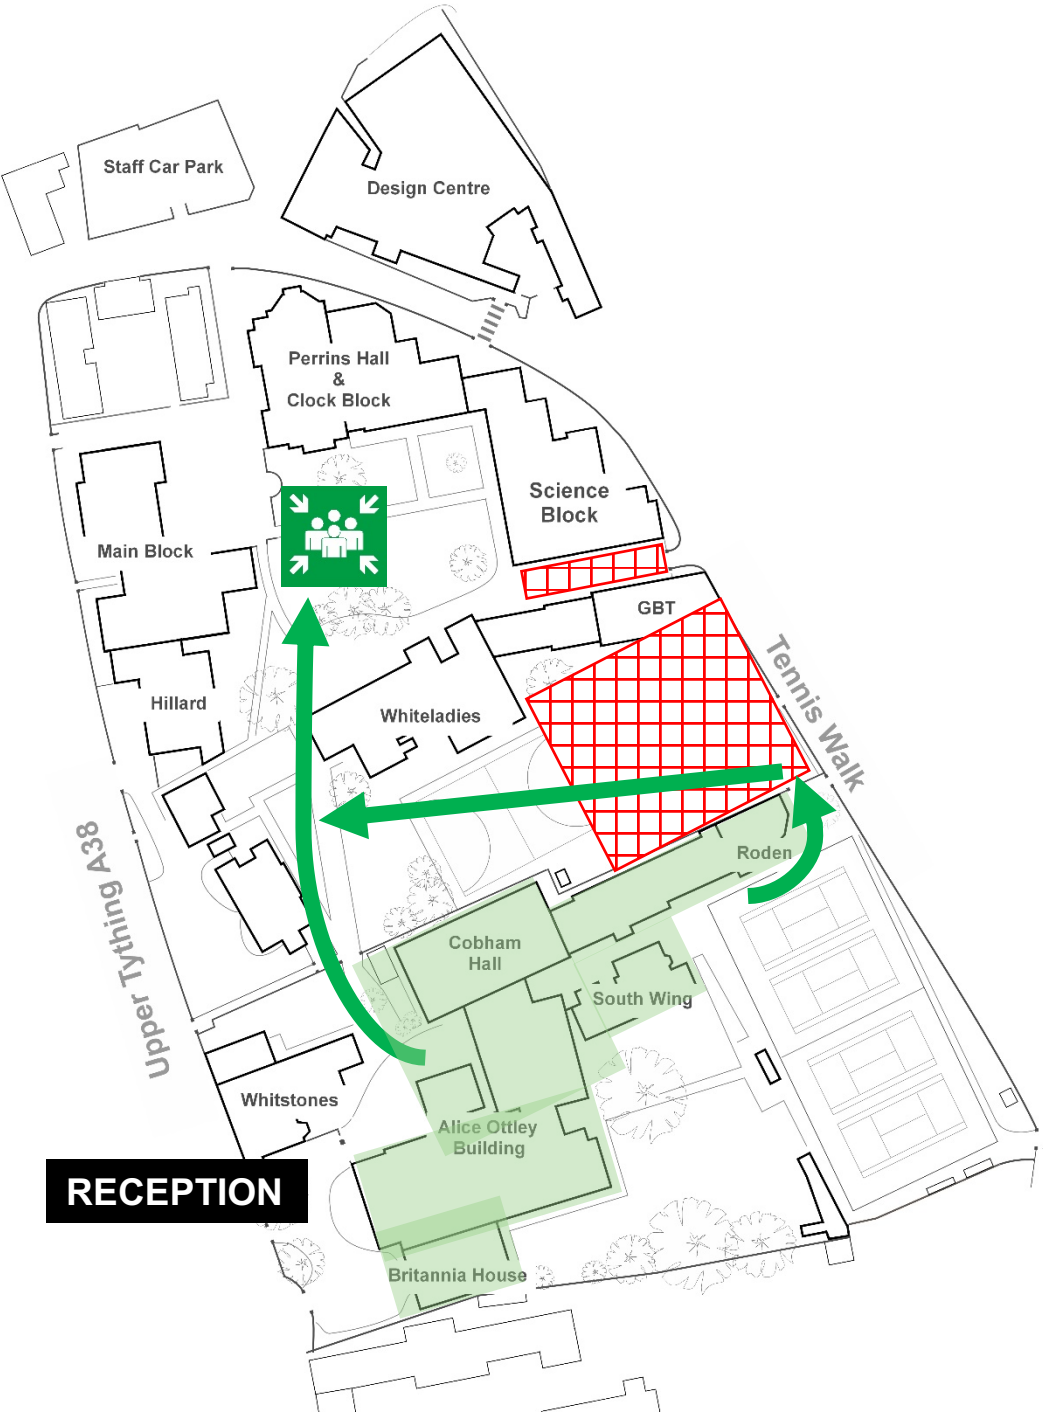 Staff Car Park
Design Centre
Perrins Hall
&
Clock Block
Science
Block
Main Block
GBT
Tennis Walk
Hillard
Whiteladies
Upper Tything A38
Roden
Cobham
Hall
South Wing
Whitstones
Alice Ottley
Building
RECEPTION
Britannia House